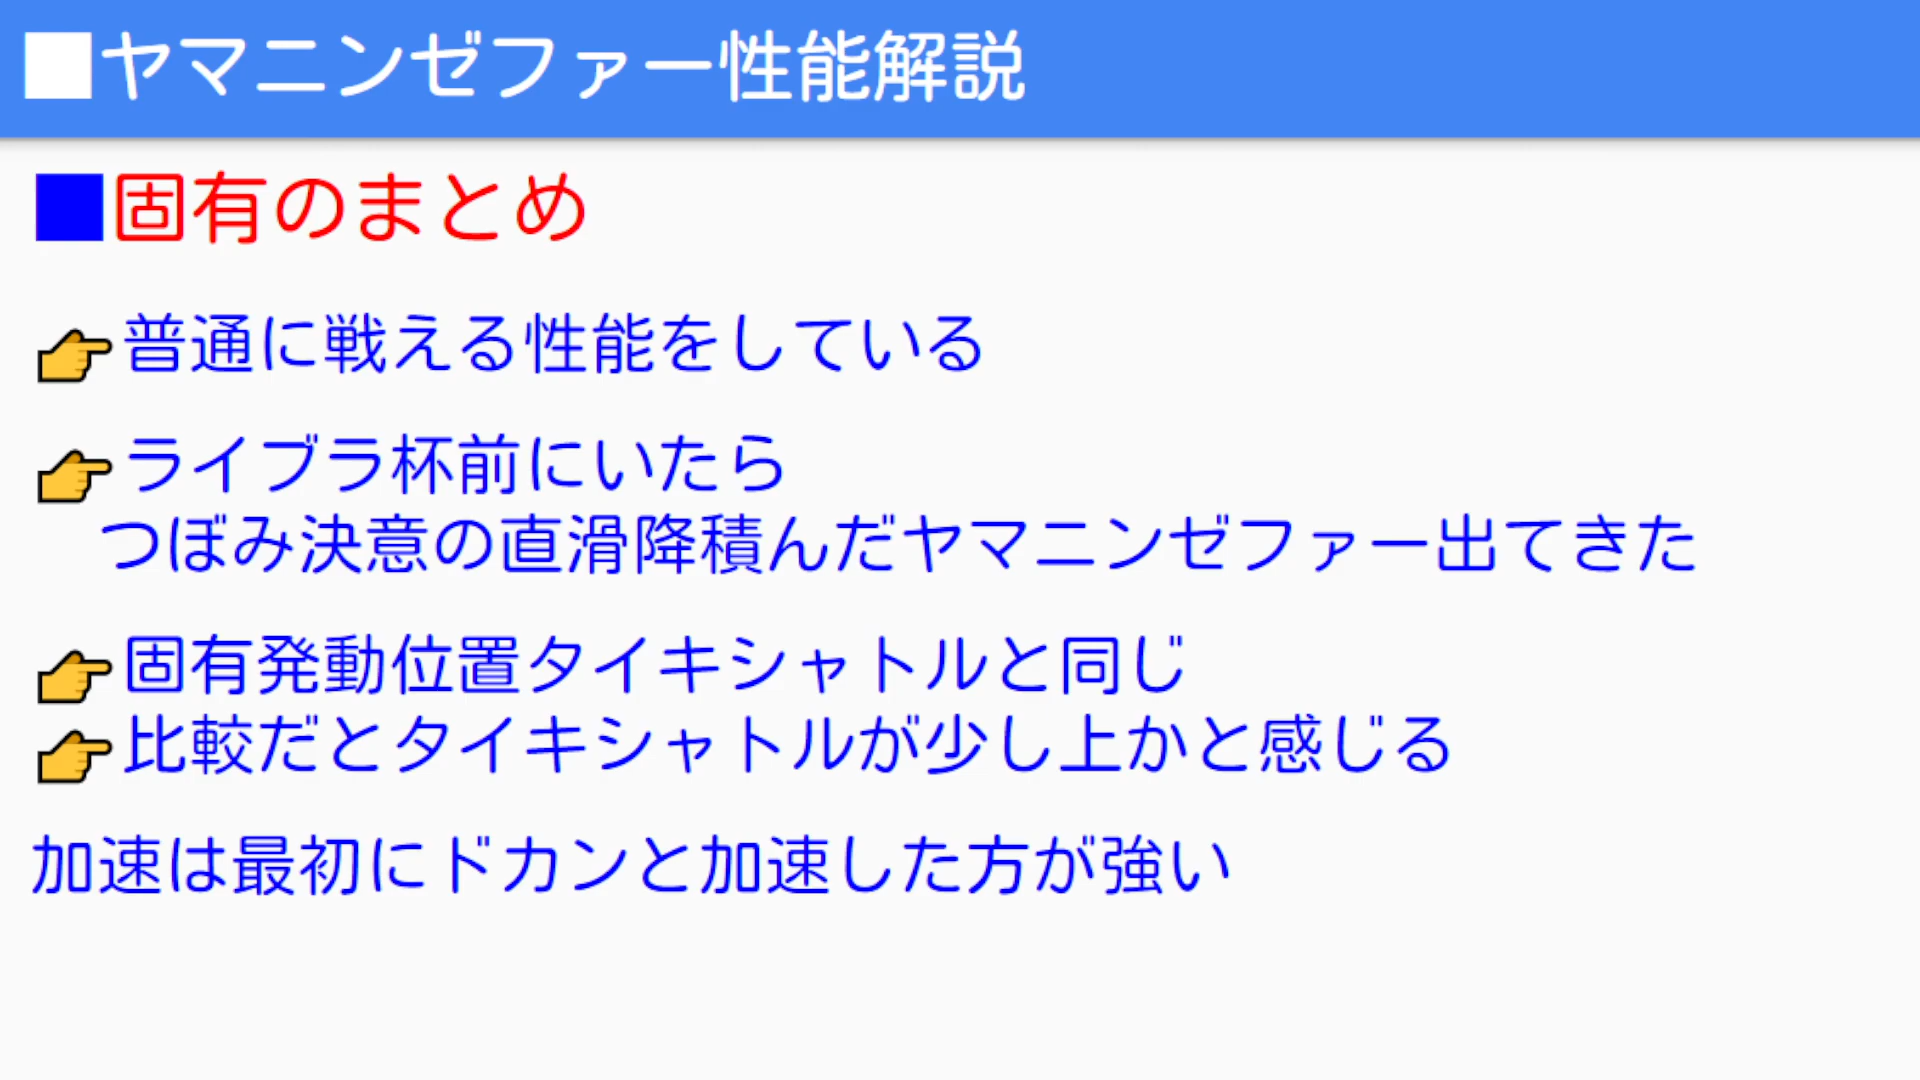 ■ヤマニンゼファー性能解説
■固有のまとめ
👉普通に戦える性能をしている
👉ライブラ杯前にいたら
つぼみ決意の直滑降積んだヤマニンゼファー出てきた
👉固有発動位置タイキシャトルと同じ
👉比較だとタイキシャトルが少し上かと感じる
加速は最初にドカンと加速した方が強い